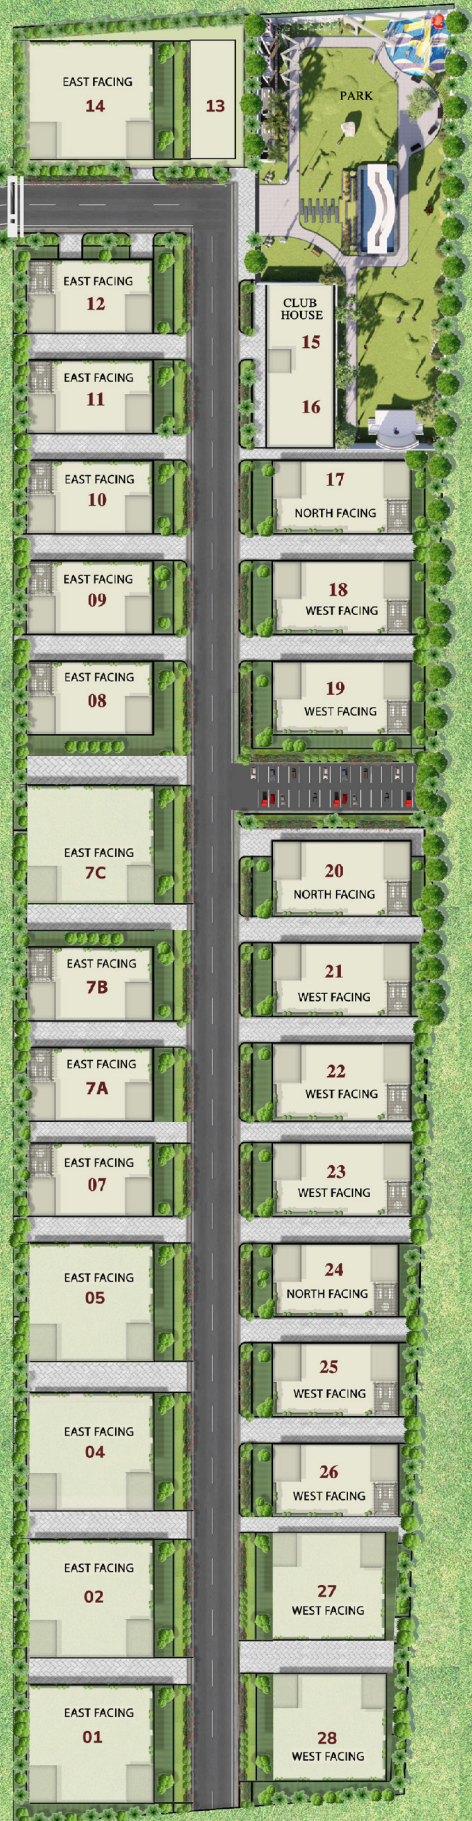 EAST FACING
14
13
PARK
EAST FACING
12
CLUB
HOUSE
15
16
EAST FACING
11
EAST FACING
10
17
NORTH FACING
EAST FACING
09
18
WEST FACING
EAST FACING
08
19
WEST FACING
EAST FACING
7C
20
NORTH FACING
EAST FACING
7B
21
WEST FACING
EAST FACING
7A
22
WEST FACING
EAST FACING
07
23
WEST FACING
EAST FACING
05
24
NORTH FACING
25
WEST FACING
EAST FACING
04
26
WEST FACING
EAST FACING
02
27
WEST FACING
EAST FACING
01
28
WEST FACING